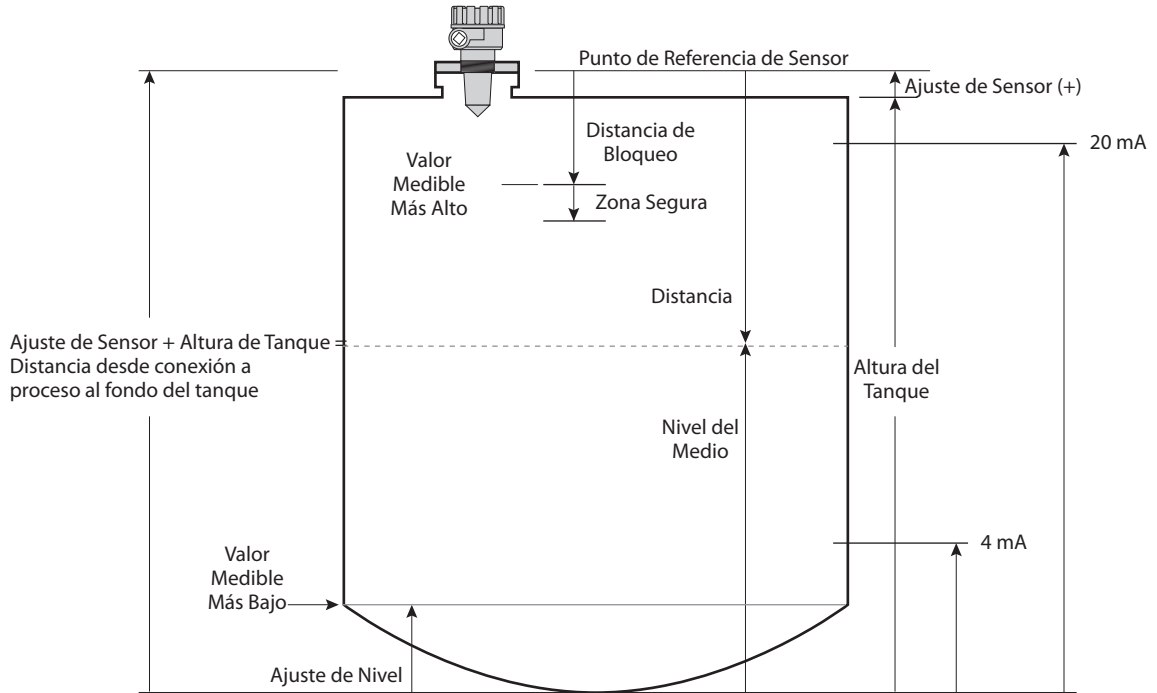 Punto de Referencia de Sensor
Ajuste de Sensor (+)
Distancia de
Bloqueo
20 mA
Valor
Medible
Más Alto
Zona Segura
Distancia
Ajuste de Sensor + Altura de Tanque =
Distancia desde conexión a
proceso al fondo del tanque
Altura del
Tanque
Nivel del
Medio
4 mA
Valor
Medible
Más Bajo
Ajuste de Nivel